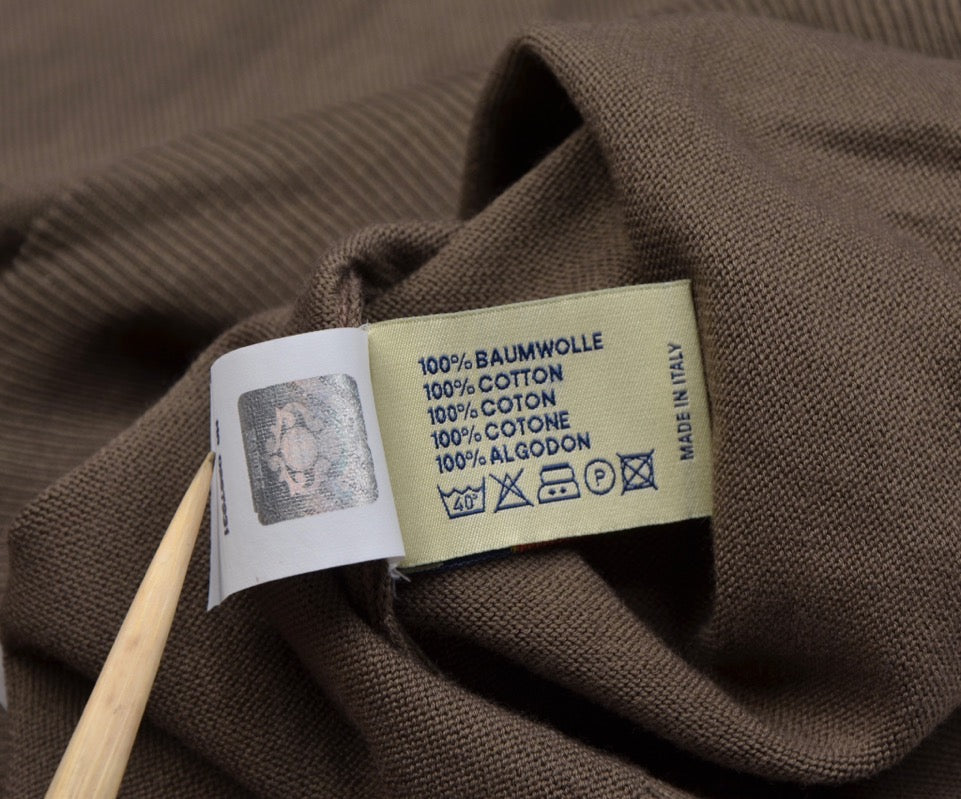 100% BAUMWOLLE
100% COTTON
100% COTON
100% COTONE
100% ALGODON
40°
P
MADE IN ITALY